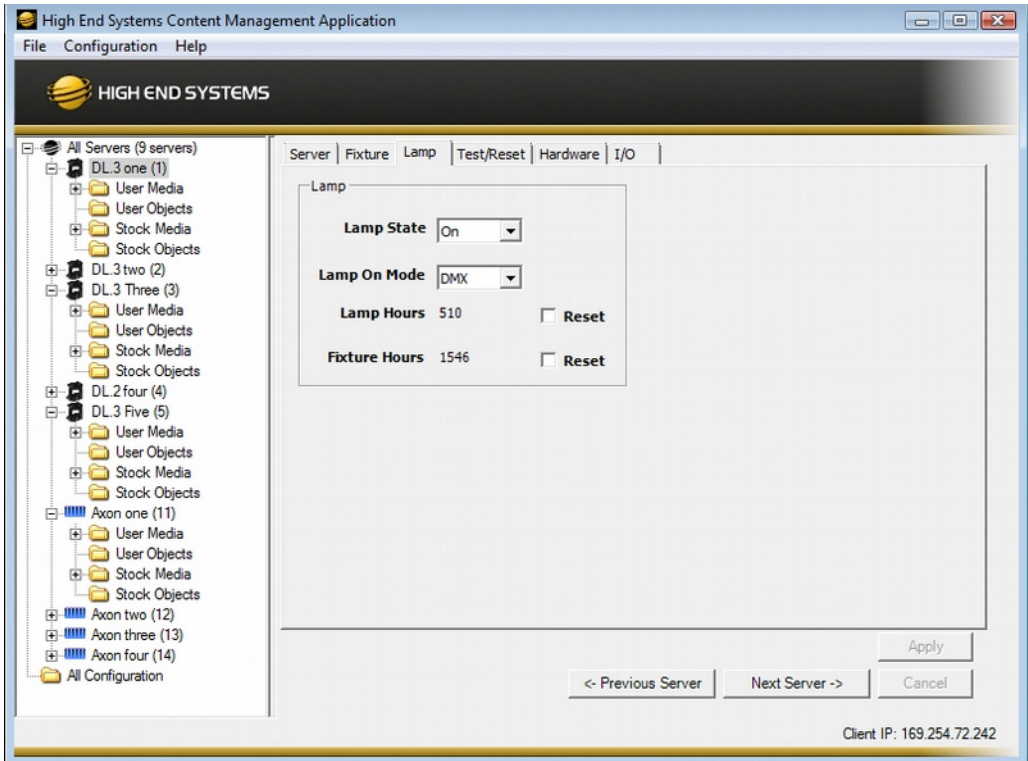 High End Systems Content Management Application
File Configuration Help
HIGH END SYSTEMS
All Servers (9 servers)
DL.3 one (1)
User Media
User Objects
Stock Media
Stock Objects
DL.3 two (2)
DL.3 Three (3)
User Media
User Objects
Stock Media
Stock Objects
DL.2 four (4)
DL.3 Five (5)
User Media
User Objects
Stock Media
Stock Objects
Axon one (11)
User Media
User Objects
Stock Media
Stock Objects
Axon two (12)
Axon three (13)
Axon four (14)
All Configuration
Server Fixture Lamp Test/Reset Hardware I/O
Lamp
Lamp State On
Lamp On Mode DMX
Lamp Hours 510 Reset
Fixture Hours 1546 Reset
Apply
<- Previous Server Next Server -> Cancel
Client IP: 169.254.72.242